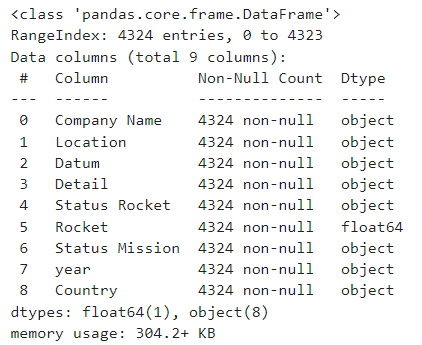 <class 'pandas.core.frame.DataFrame'>
RangeIndex: 4324 entries, 0 to 4323
Data columns (total 9 columns):
 #   Column          Non-Null Count  Dtype
---  ------          --------------  -----
 0   Company Name    4324 non-null   object
 1   Location        4324 non-null   object
 2   Datum           4324 non-null   object
 3   Detail          4324 non-null   object
 4   Status Rocket   4324 non-null   object
 5   Rocket          4324 non-null   float64
 6   Status Mission  4324 non-null   object
 7   year            4324 non-null   object
 8   Country         4324 non-null   object
dtypes: float64(1), object(8)
memory usage: 304.2+ KB